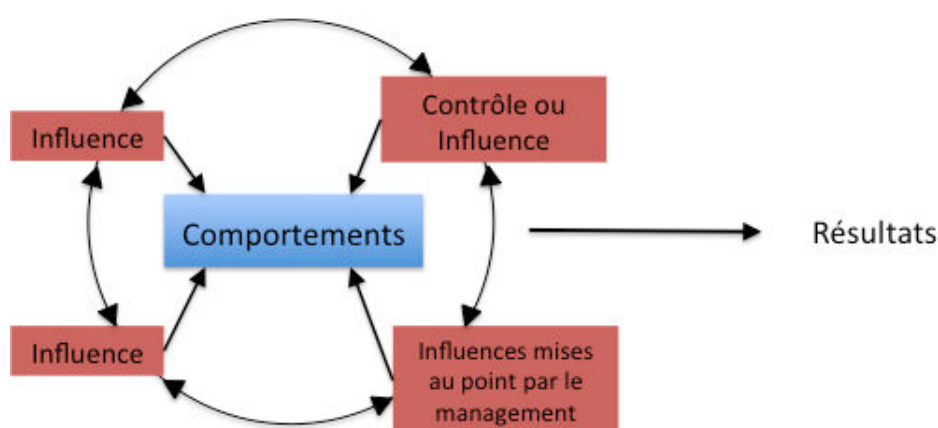 Contrôle ou
Influence
Influence
Comportements
Résultats
Influence
Influences mises
au point par le
management